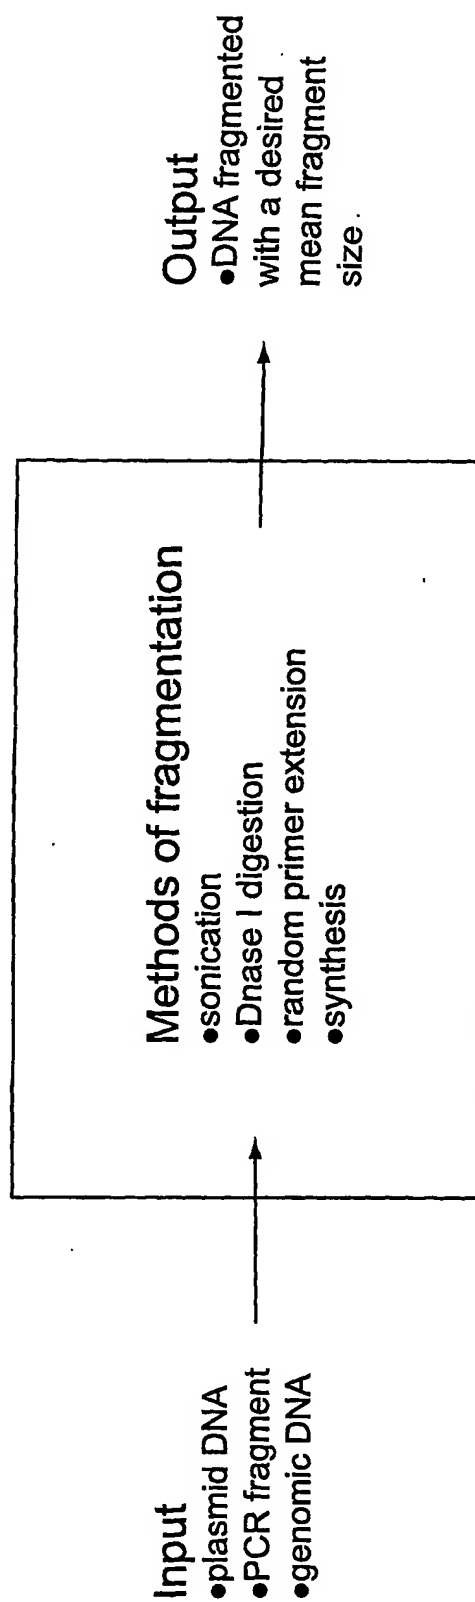 Input
•plasmid DNA
•PCR fragment
•genomic DNA
Methods of fragmentation
•sonication
•Dnase I digestion
•random primer extension
•synthesis
Output
•DNA fragmented
with a desired
mean fragment
size.